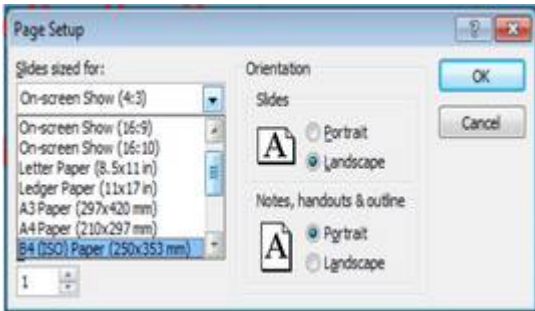 Page Setup
Slides sized for:
On-screen Show (4:3)
On-screen Show (16:9)
On-screen Show (16:10)
Letter Paper (8.5x11 in)
Ledger Paper (11x17 in)
A3 Paper (297x420 mm)
A4 Paper (210x297 mm)
B4 (ISO) Paper (250x353 mm)
1
Orientation
Slides
A
Portrait
Landscape
Notes, handouts & outline
A
Portrait
Landscape
OK
Cancel